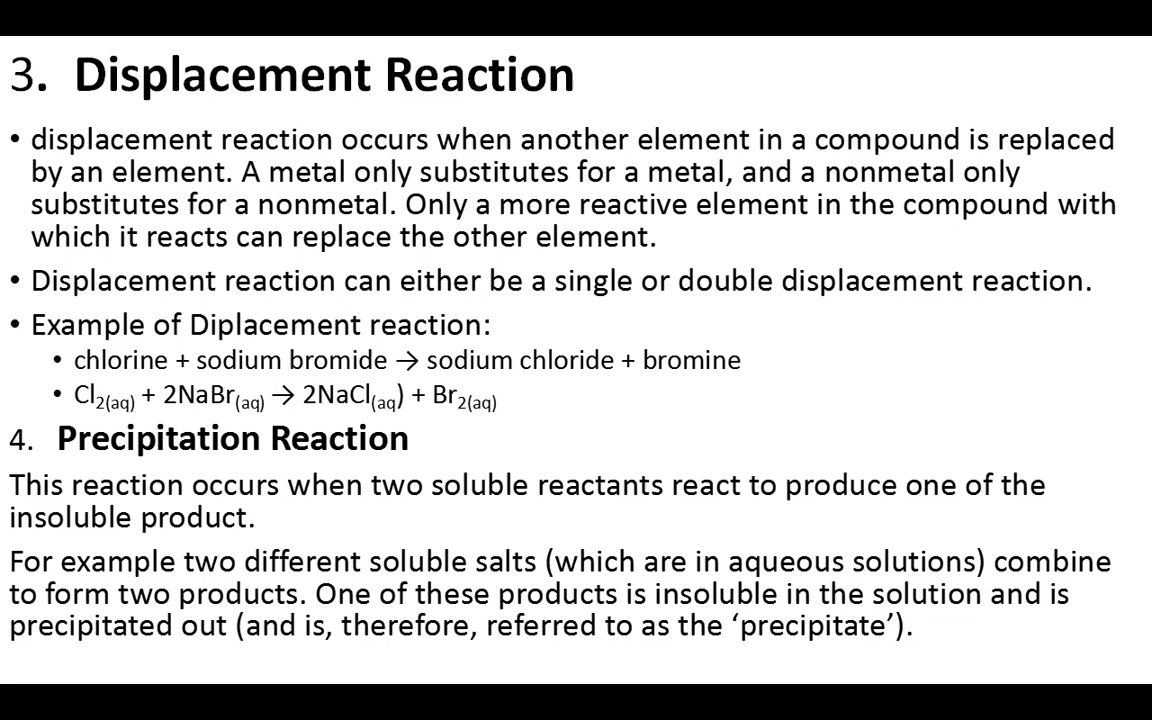 3. Displacement Reaction
• displacement reaction occurs when another element in a compound is replaced
by an element. A metal only substitutes for a metal, and a nonmetal only
substitutes for a nonmetal. Only a more reactive element in the compound with
which it reacts can replace the other element.
• Displacement reaction can either be a single or double displacement reaction.
• Example of Diplacement reaction:
• chlorine + sodium bromide → sodium chloride + bromine
• Cl₂₍aq₎ + 2NaBr₍aq₎ → 2NaCl₍aq) + Br₂₍aq₎
4. Precipitation Reaction
This reaction occurs when two soluble reactants react to produce one of the
insoluble product.
For example two different soluble salts (which are in aqueous solutions) combine
to form two products. One of these products is insoluble in the solution and is
precipitated out (and is, therefore, referred to as the ‘precipitate’).